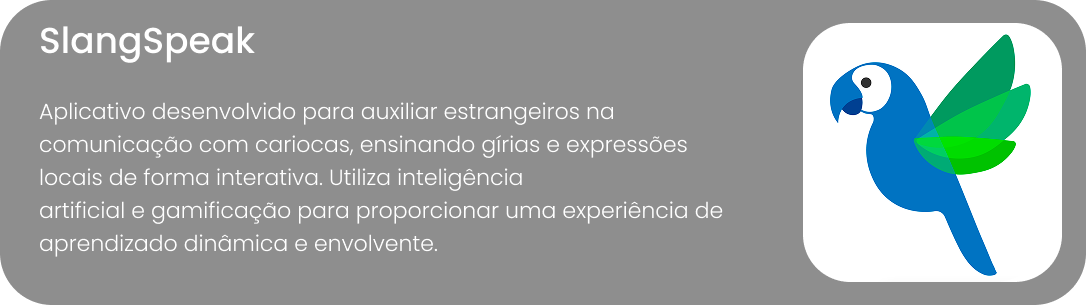 SlangSpeak
Aplicativo desenvolvido para auxiliar estrangeiros na
comunicação com cariocas, ensinando gírias e expressões
locais de forma interativa. Utiliza inteligência
artificial e gamificação para proporcionar uma experiência de
aprendizado dinâmica e envolvente.